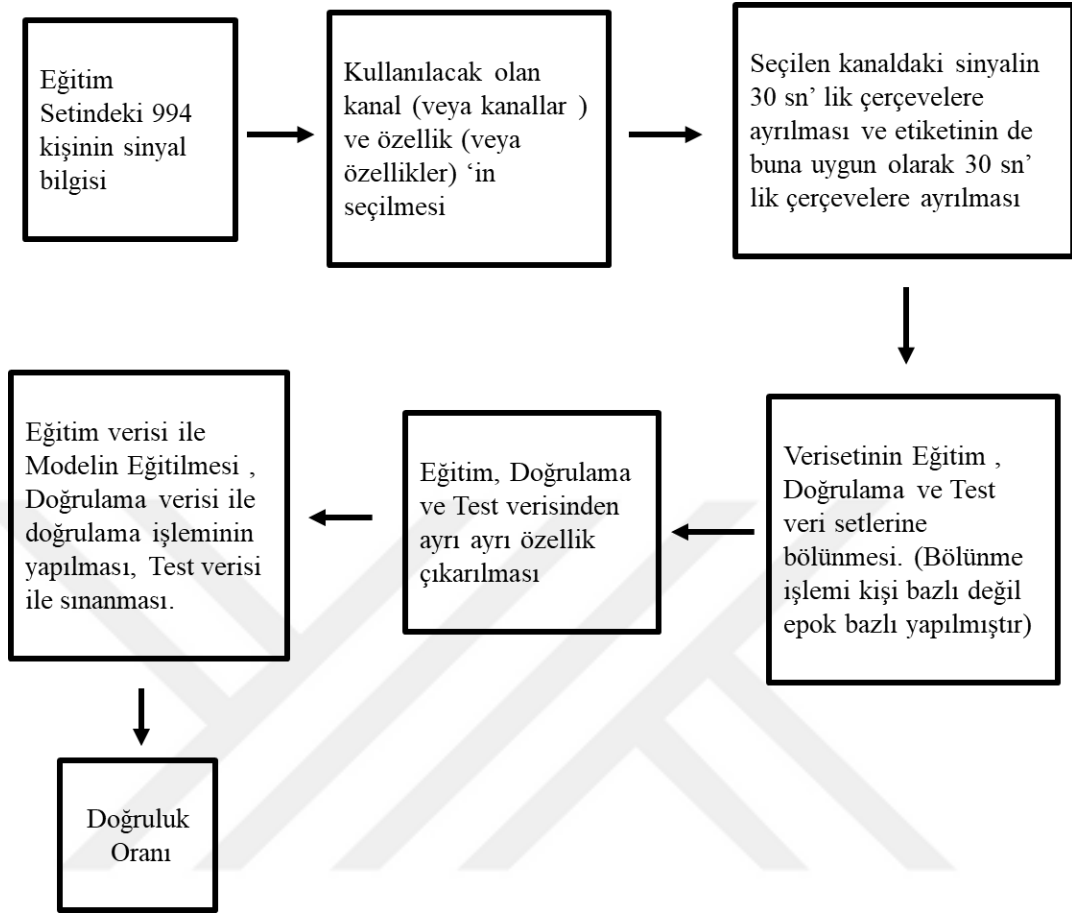 Eğitim
Setindeki 994
kişinin sinyal
bilgisi
Kullanılacak olan
kanal (veya kanallar )
ve özellik (veya
özellikler) ‘in
seçilmesi
Seçilen kanaldaki sinyalin
30 sn’ lik çerçevelere
ayrılması ve etiketinin de
buna uygun olarak 30 sn’
lik çerçevelere ayrılması
Verisetinin Eğitim ,
Doğrulama ve Test
veri setlerine
bölünmesi. (Bölünme
işlemi kişi bazlı değil
epok bazlı yapılmıştır)
Eğitim, Doğrulama
ve Test verisinden
ayrı ayrı özellik
çıkarılması
Eğitim verisi ile
Modelin Eğitilmesi ,
Doğrulama verisi ile
doğrulama işleminin
yapılması, Test verisi
ile sınanması.
Doğruluk
Oranı